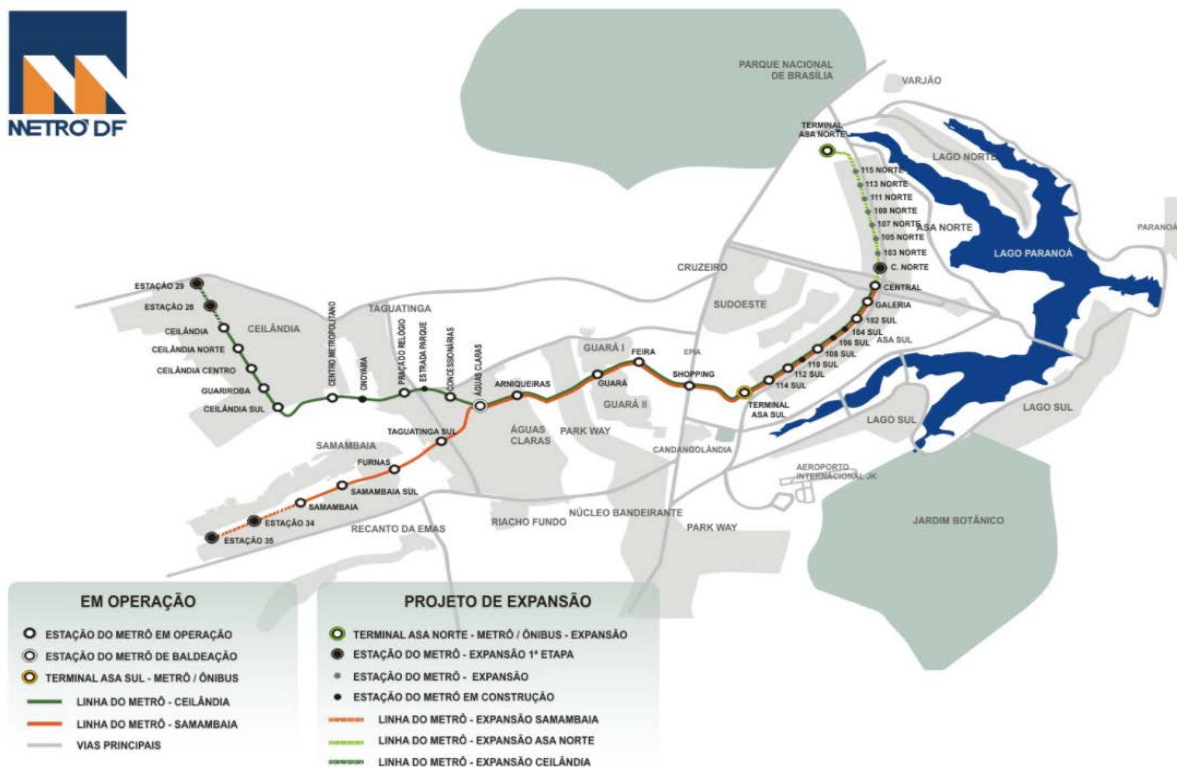 METRÔ DF
PARQUE NACIONAL
DE BRASÍLIA
VARJÃO
TERMINAL
ASA NORTE
LAGO NORTE
115 NORTE
113 NORTE
111 NORTE
109 NORTE
107 NORTE
105 NORTE
103 NORTE
ASA NORTE
PARANOÁ
LAGO PARANOÁ
C. NORTE
CRUZEIRO
CENTRAL
SUDOESTE
GALERIA
102 SUL
104 SUL
106 SUL
ASA SUL
108 SUL
110 SUL
112 SUL
114 SUL
ESTAÇÃO 29
ESTAÇÃO 28
CEILÂNDIA
CEILÂNDIA
CEILÂNDIA NORTE
CEILÂNDIA CENTRO
GUARIROBA
CEILÂNDIA SUL
TAGUATINGA
CENTRO METROPOLITANO
ONOYAMA
PRAÇA DO RELÓGIO
ESTRADA PARQUE
CONCESSIONÁRIAS
ÁGUAS CLARAS
ARNIQUEIRAS
GUARÁ I
GUARÁ
FEIRA
EPIA
SHOPPING
GUARÁ II
TERMINAL
ASA SUL
LAGO SUL
LAGO SUL
TAGUATINGA SUL
ÁGUAS
CLARAS
PARK WAY
CANDANGOLÂNDIA
SAMAMBAIA
FURNAS
SAMAMBAIA SUL
SAMAMBAIA
ESTAÇÃO 34
ESTAÇÃO 35
AEROPORTO
INTERNACIONAL JK
RECANTO DA EMAS
RIACHO FUNDO
NÚCLEO BANDEIRANTE
PARK WAY
JARDIM BOTÂNICO
EM OPERAÇÃO
ESTAÇÃO DO METRÔ EM OPERAÇÃO
ESTAÇÃO DO METRÔ DE BALDEAÇÃO
TERMINAL ASA SUL - METRÔ / ÔNIBUS
LINHA DO METRÔ - CEILÂNDIA
LINHA DO METRÔ - SAMAMBAIA
VIAS PRINCIPAIS
PROJETO DE EXPANSÃO
TERMINAL ASA NORTE - METRÔ / ÔNIBUS - EXPANSÃO
ESTAÇÃO DO METRÔ - EXPANSÃO 1ª ETAPA
ESTAÇÃO DO METRÔ - EXPANSÃO
ESTAÇÃO DO METRÔ EM CONSTRUÇÃO
LINHA DO METRÔ - EXPANSÃO SAMAMBAIA
LINHA DO METRÔ - EXPANSÃO ASA NORTE
LINHA DO METRÔ - EXPANSÃO CEILÂNDIA